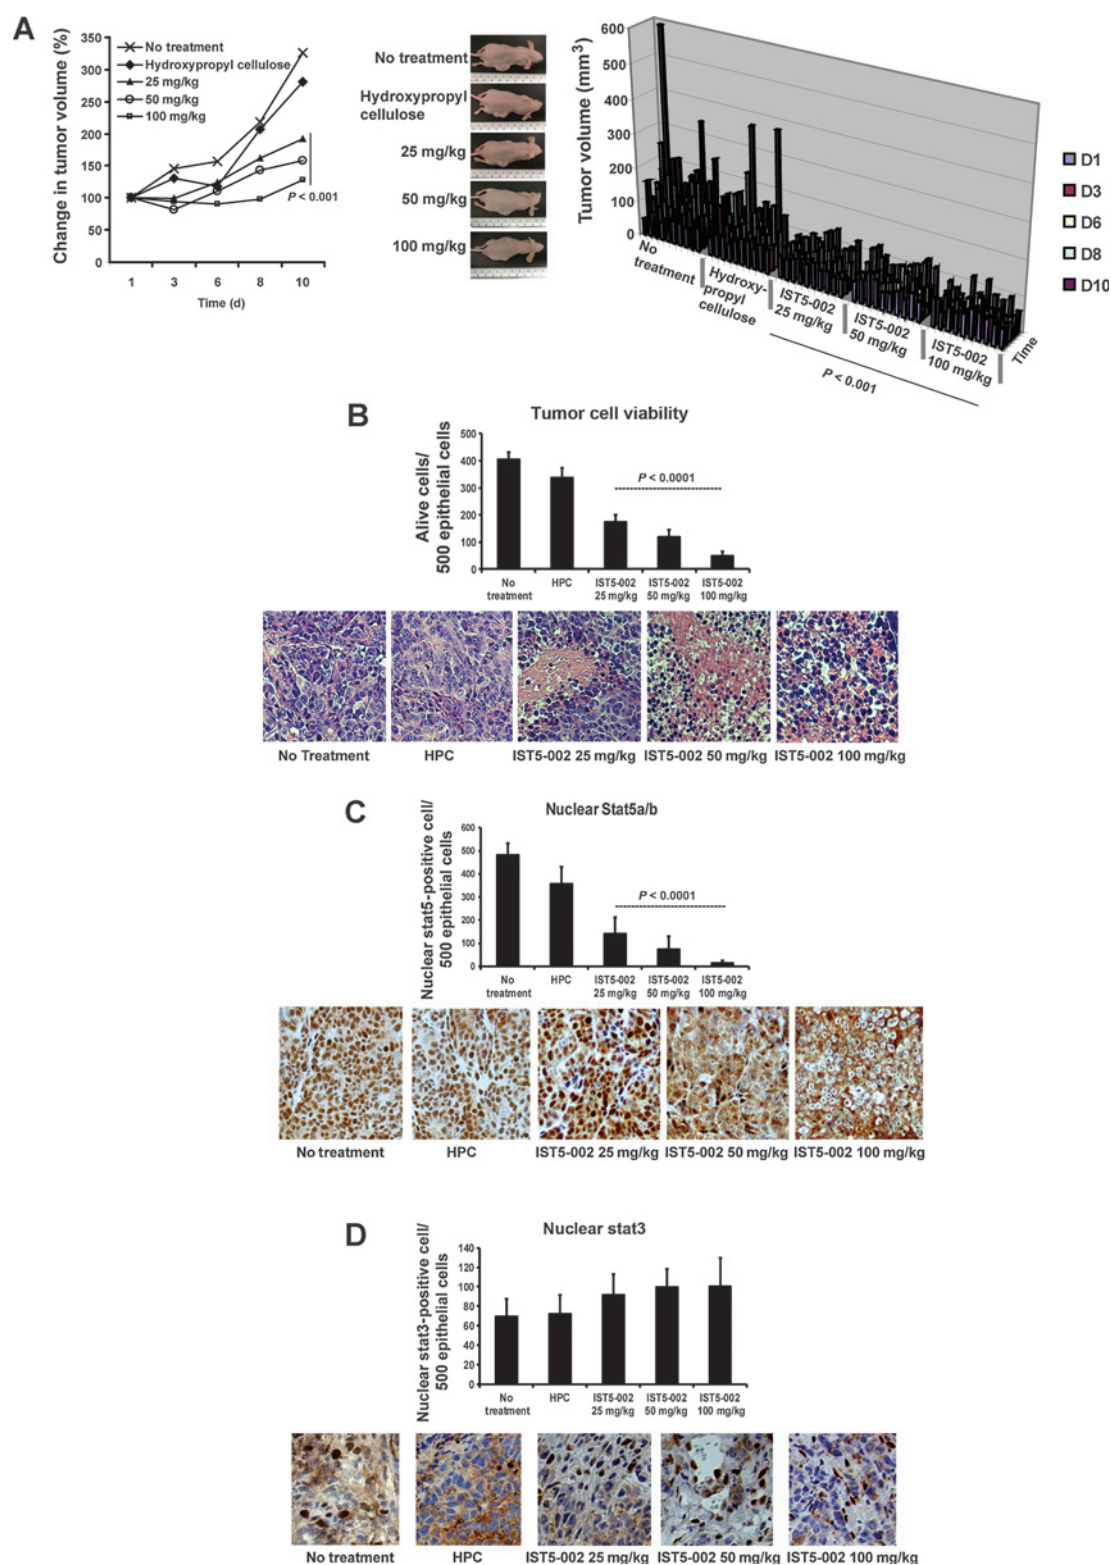 A
Change in tumor volume (%)
350
300
250
200
150
100
50
0
No treatment
Hydroxypropyl cellulose
25 mg/kg
50 mg/kg
100 mg/kg
P < 0.001
1 3 6 8 10
Time (d)
No treatment
Hydroxypropyl
cellulose
25 mg/kg
50 mg/kg
100 mg/kg
Tumor volume (mm3)
600
500
400
300
200
100
0
No
treatment
Hydroxy-
propyl
cellulose
IST5-002
25 mg/kg
IST5-002
50 mg/kg
IST5-002
100 mg/kg
Time
P < 0.001
D1
D3
D6
D8
D10
B
Tumor cell viability
Alive cells/
500 epithelial cells
500
400
300
200
100
0
P < 0.0001
No
treatment
HPC
IST5-002
25 mg/kg
IST5-002
50 mg/kg
IST5-002
100 mg/kg
No Treatment
HPC
IST5-002 25 mg/kg
IST5-002 50 mg/kg
IST5-002 100 mg/kg
C
Nuclear Stat5a/b
Nuclear stat5-positive cell/
500 epithelial cells
600
500
400
300
200
100
0
P < 0.0001
No
treatment
HPC
IST5-002
25 mg/kg
IST5-002
50 mg/kg
IST5-002
100 mg/kg
No treatment
HPC
IST5-002 25 mg/kg
IST5-002 50 mg/kg
IST5-002 100 mg/kg
D
Nuclear stat3
Nuclear stat3-positive cell/
500 epithelial cells
140
120
100
80
60
40
20
0
No
treatment
HPC
IST5-002
25 mg/kg
IST5-002
50 mg/kg
IST5-002
100 mg/kg
No treatment
HPC
IST5-002 25 mg/kg
IST5-002 50 mg/kg
IST5-002 100 mg/kg